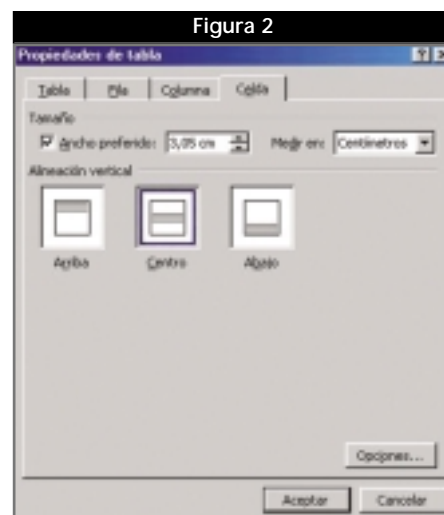 Figura 2
Propiedades de tabla
Tabla Fila Columna Celda
Tamaño
Ancho preferido: 3,05 cm Medir en: Centímetros
Alineación vertical
Arriba Centro Abajo
Opciones...
Aceptar Cancelar